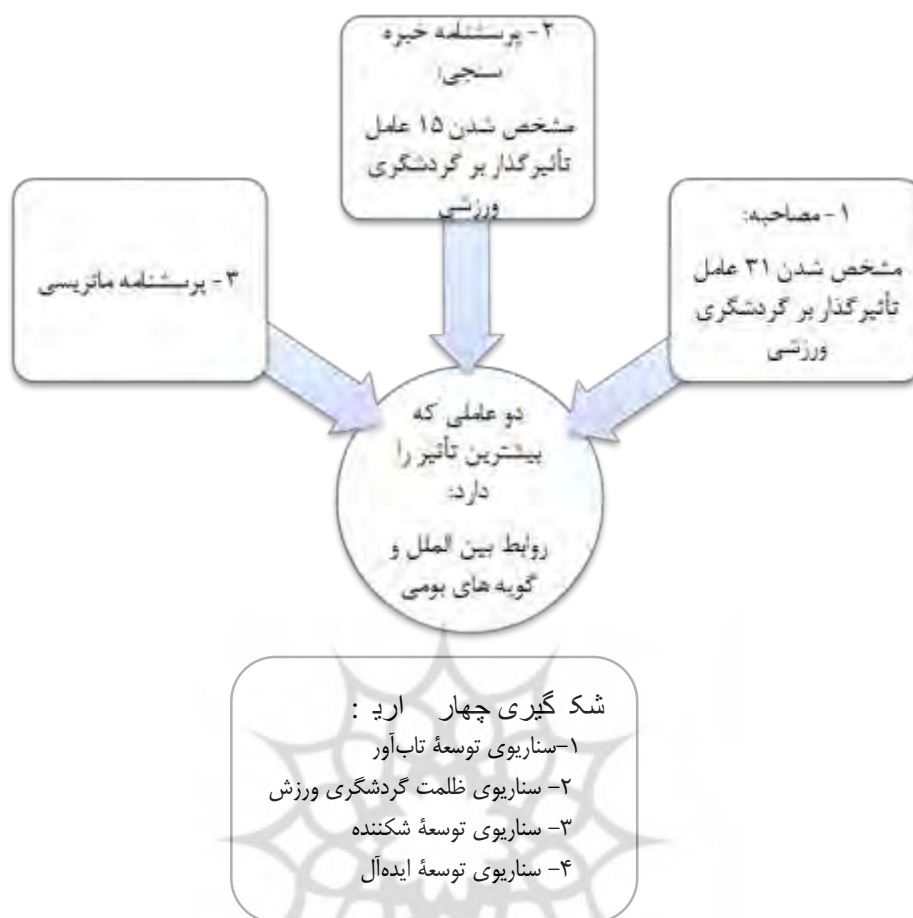 ۲- پرسشنامه خبره
سنجی:
مشخص شدن ۱۵ عامل
تأثیرگذار بر گردشگری
ورزشی
۱- مصاحبه:
مشخص شدن ۳۱ عامل
تأثیرگذار بر گردشگری
ورزشی
۳- پرسشنامه ماتریسی
دو عاملی که
بیشترین تأثیر را
دارد:
روابط بین الملل و
گویه های بومی
گیری چهار :
۱-سناریوی توسعهٔ تاب‌آور
۲- سناریوی ظلمت گردشگری ورزش
۳- سناریوی توسعهٔ شکننده
۴- سناریوی توسعهٔ ایده‌آل